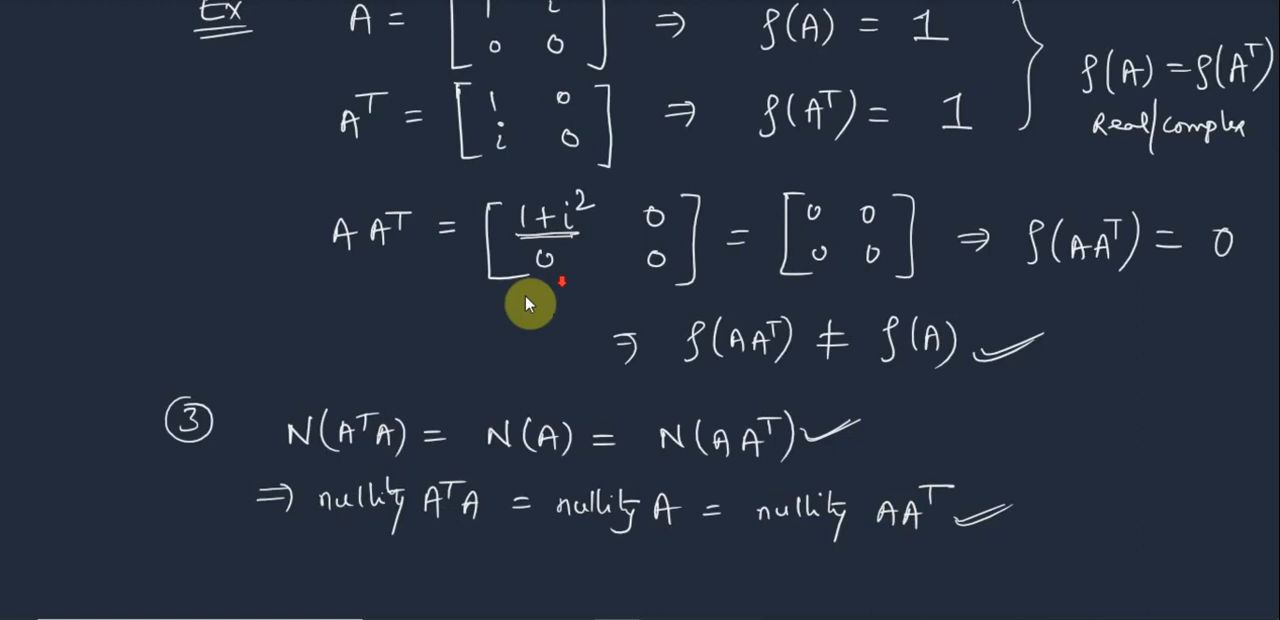 Ex A = [1 i; 0 0] ⇒ ρ(A) = 1
A^T = [1 0; i 0] ⇒ ρ(A^T) = 1
ρ(A) = ρ(A^T)
Real/complex
A A^T = [1+i² 0; 0 0] = [0 0; 0 0] ⇒ ρ(AA^T) = 0
⇒ ρ(AA^T) ≠ ρ(A) ✓
③ N(A^TA) = N(A) = N(AA^T) ✓
⇒ nullity A^TA = nullity A = nullity AA^T ✓